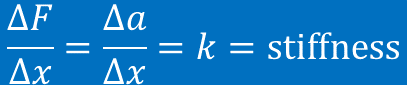 ΔF/Δx = Δa/Δx = k = stiffness